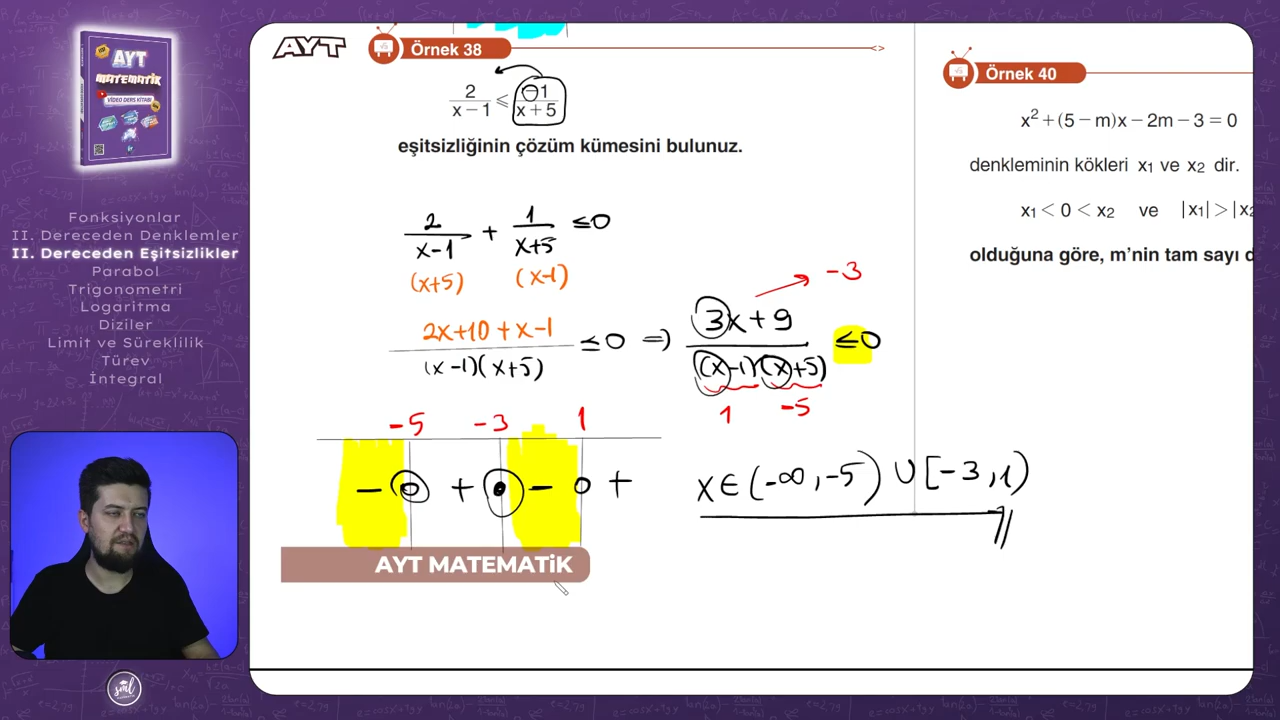 AYT
MATEMATİK
VİDEO DERS KİTABI
Fonksiyonlar
II. Dereceden Denklemler
II. Dereceden Eşitsizlikler
Parabol
Trigonometri
Logaritma
Diziler
Limit ve Süreklilik
Türev
İntegral
sml
AYT Örnek 38
2/(x − 1) ⩽ −1/(x + 5)
eşitsizliğinin çözüm kümesini bulunuz.
2/(x-1) + 1/(x+5) ≤0
(x+5) (x-1)
(2x+10 + x-1)/((x-1)(x+5)) ≤ 0 ⇒ (3x+9)/((x-1)(x+5)) ≤0
-3
1 -5
-5 -3 1
- 0 + • - 0 +
x∈(-∞,-5) ∪ [-3,1)
AYT MATEMATİK
Örnek 40
x² + (5 − m)x − 2m − 3 = 0
denkleminin kökleri x₁ ve x₂ dir.
x₁ < 0 < x₂ ve |x₁| > |x₂
olduğuna göre, m'nin tam sayı d